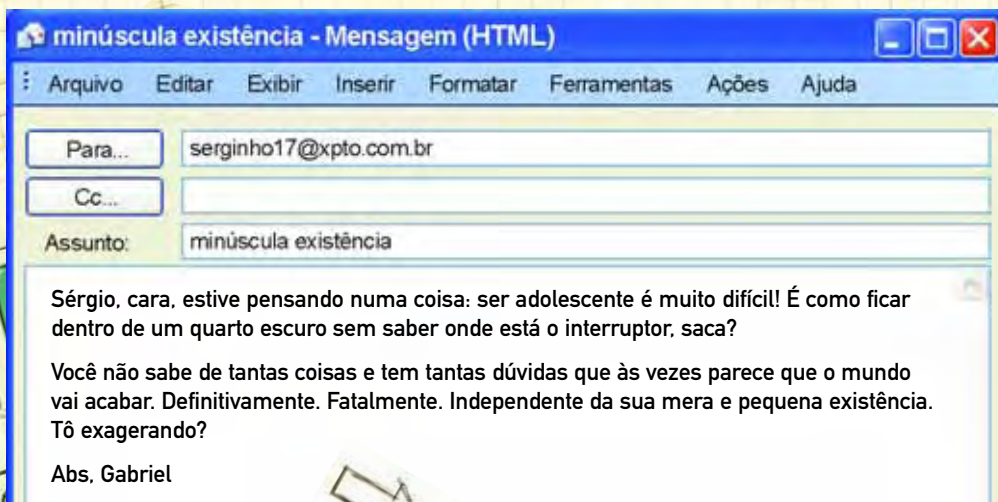 minúscula existência - Mensagem (HTML)
Arquivo Editar Exibir Inserir Formatar Ferramentas Ações Ajuda
Para... serginho17@xpto.com.br
Cc...
Assunto: minúscula existência
Sérgio, cara, estive pensando numa coisa: ser adolescente é muito difícil! É como ficar
dentro de um quarto escuro sem saber onde está o interruptor, saca?
Você não sabe de tantas coisas e tem tantas dúvidas que às vezes parece que o mundo
vai acabar. Definitivamente. Fatalmente. Independente da sua mera e pequena existência.
Tô exagerando?
Abs, Gabriel